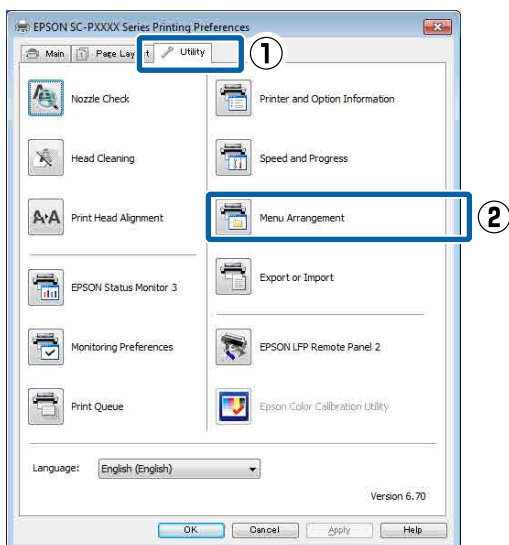 EPSON SC-PXXXX Series Printing Preferences
Main Page Lay t Utility ①
Nozzle Check
Printer and Option Information
Head Cleaning
Speed and Progress
A A Print Head Alignment
Menu Arrangement ②
EPSON Status Monitor 3
Export or Import
Monitoring Preferences
EPSON LFP Remote Panel 2
Print Queue
Epson Color Calibration Utility
Language: English (English)
Version 6.70
OK Cancel Apply Help